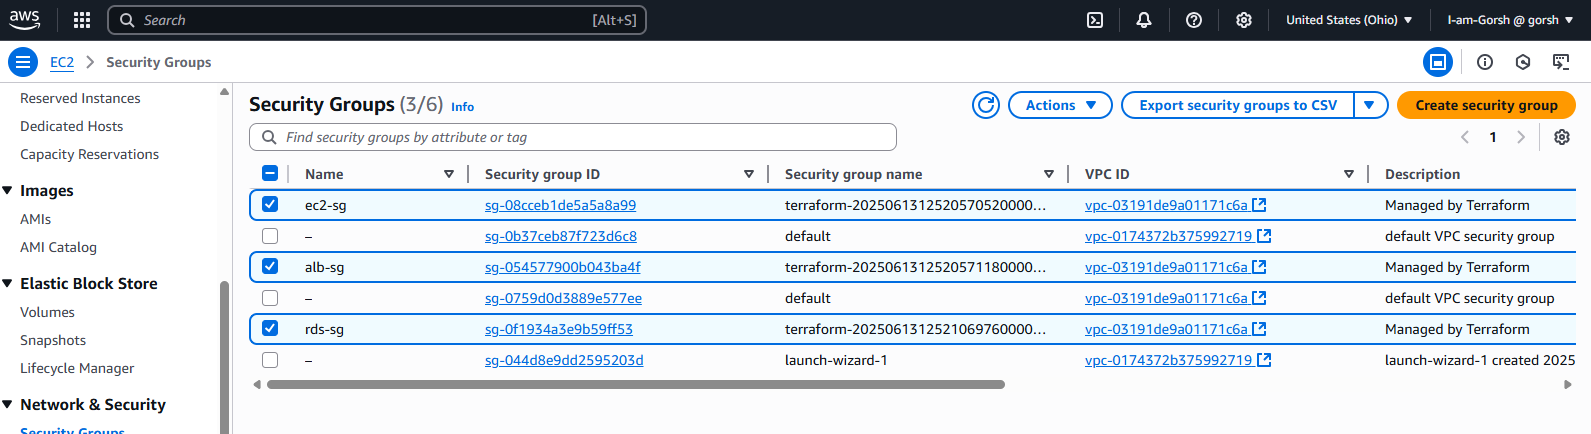 aws Search [Alt+S] United States (Ohio) I-am-Gorsh @ gorsh
EC2 Security Groups
Reserved Instances
Dedicated Hosts
Capacity Reservations
Images
AMIs
AMI Catalog
Elastic Block Store
Volumes
Snapshots
Lifecycle Manager
Network & Security
Security Groups
Security Groups (3/6) Info Actions Export security groups to CSV Create security group
Find security groups by attribute or tag 1
Name Security group ID Security group name VPC ID Description
ec2-sg sg-08cceb1de5a5a8a99 terraform-2025061312520570520000... vpc-03191de9a01171c6a Managed by Terraform
– sg-0b37ceb87f723d6c8 default vpc-0174372b375992719 default VPC security group
alb-sg sg-054577900b043ba4f terraform-2025061312520571180000... vpc-03191de9a01171c6a Managed by Terraform
– sg-0759d0d3889e577ee default vpc-03191de9a01171c6a default VPC security group
rds-sg sg-0f1934a3e9b59ff53 terraform-2025061312521069760000... vpc-03191de9a01171c6a Managed by Terraform
– sg-044d8e9dd2595203d launch-wizard-1 vpc-0174372b375992719 launch-wizard-1 created 2025